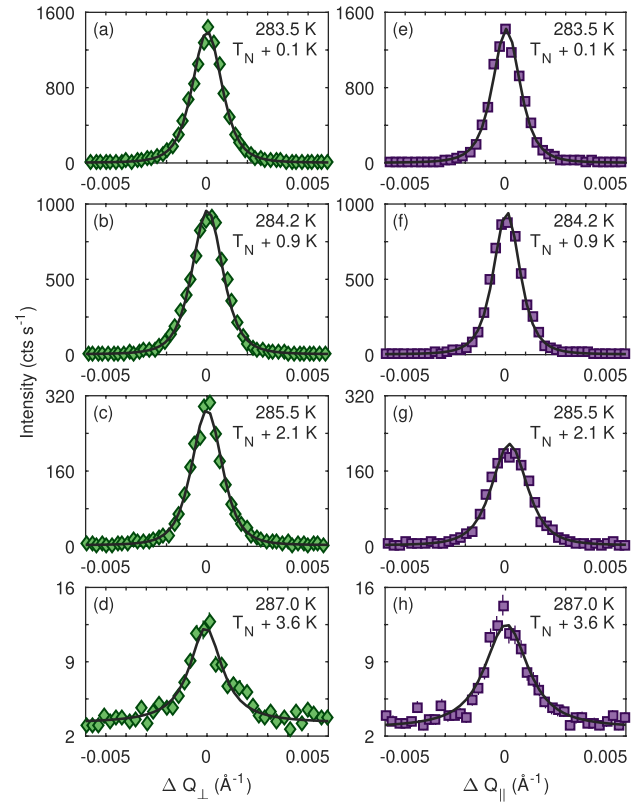 (a)
283.5 K
T_N + 0.1 K
1600
800
0
-0.005
0
0.005
(e)
283.5 K
T_N + 0.1 K
1600
800
0
-0.005
0
0.005
(b)
284.2 K
T_N + 0.9 K
1000
500
0
-0.005
0
0.005
(f)
284.2 K
T_N + 0.9 K
1000
500
0
-0.005
0
0.005
Intensity (cts s⁻¹)
(c)
285.5 K
T_N + 2.1 K
320
160
0
-0.005
0
0.005
(g)
285.5 K
T_N + 2.1 K
320
160
0
-0.005
0
0.005
(d)
287.0 K
T_N + 3.6 K
16
9
2
-0.005
0
0.005
Δ Q⊥ (Å⁻¹)
(h)
287.0 K
T_N + 3.6 K
16
9
2
-0.005
0
0.005
Δ Q∥ (Å⁻¹)